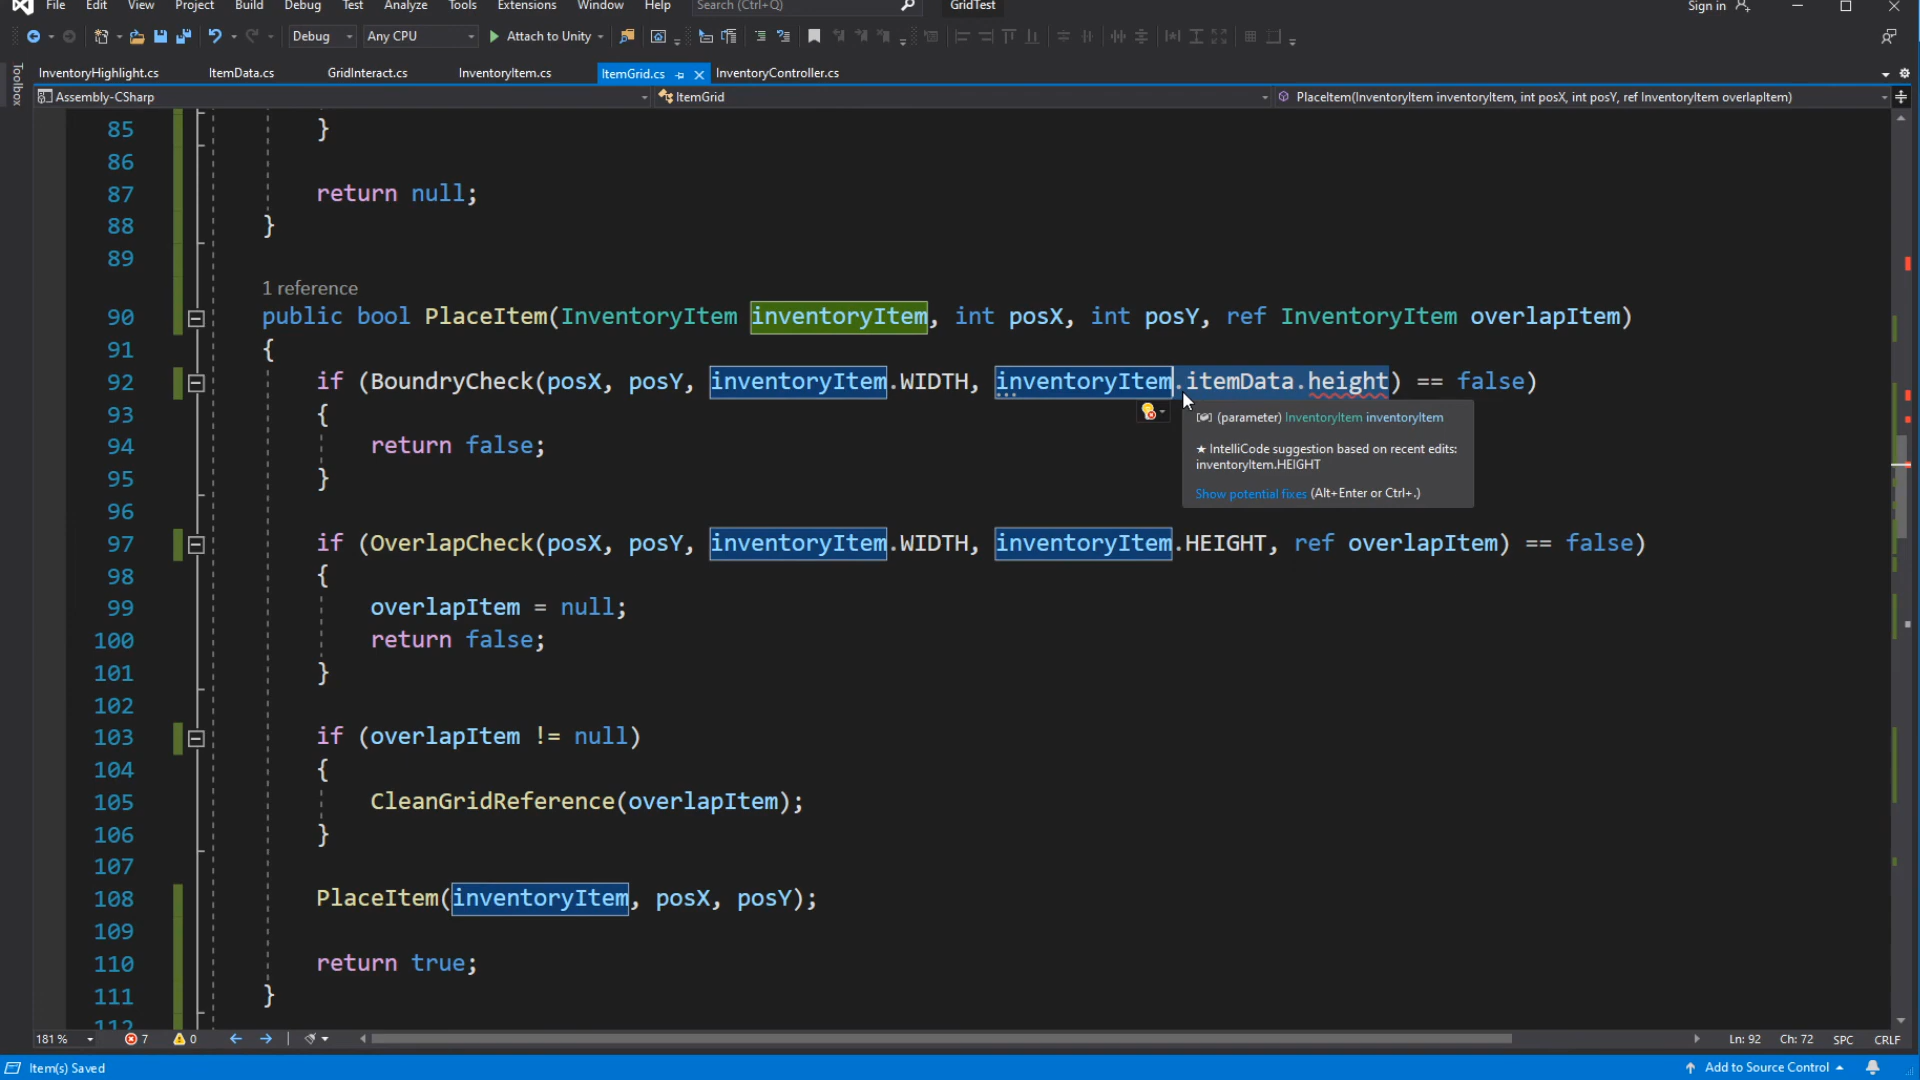 File Edit View Project Build Debug Test Analyze Tools Extensions Window Help Search (Ctrl+Q) GridTest Sign in
Debug Any CPU Attach to Unity
Toolbox
InventoryHighlight.cs ItemData.cs GridInteract.cs InventoryItem.cs ItemGrid.cs InventoryController.cs
Assembly-CSharp ItemGrid PlaceItem(InventoryItem inventoryItem, int posX, int posY, ref InventoryItem overlapItem)
85 }
86
87 return null;
88 }
89
1 reference
90 public bool PlaceItem(InventoryItem inventoryItem, int posX, int posY, ref InventoryItem overlapItem)
91 {
92 if (BoundryCheck(posX, posY, inventoryItem.WIDTH, inventoryItem.itemData.height) == false)
93 {
94 return false;
95 }
96
97 if (OverlapCheck(posX, posY, inventoryItem.WIDTH, inventoryItem.HEIGHT, ref overlapItem) == false)
98 {
99 overlapItem = null;
100 return false;
101 }
102
103 if (overlapItem != null)
104 {
105 CleanGridReference(overlapItem);
106 }
107
108 PlaceItem(inventoryItem, posX, posY);
109
110 return true;
111 }
112
(parameter) InventoryItem inventoryItem
★ IntelliCode suggestion based on recent edits:
inventoryItem.HEIGHT
Show potential fixes (Alt+Enter or Ctrl+.)
181 % 7 0 Ln: 92 Ch: 72 SPC CRLF
Item(s) Saved Add to Source Control